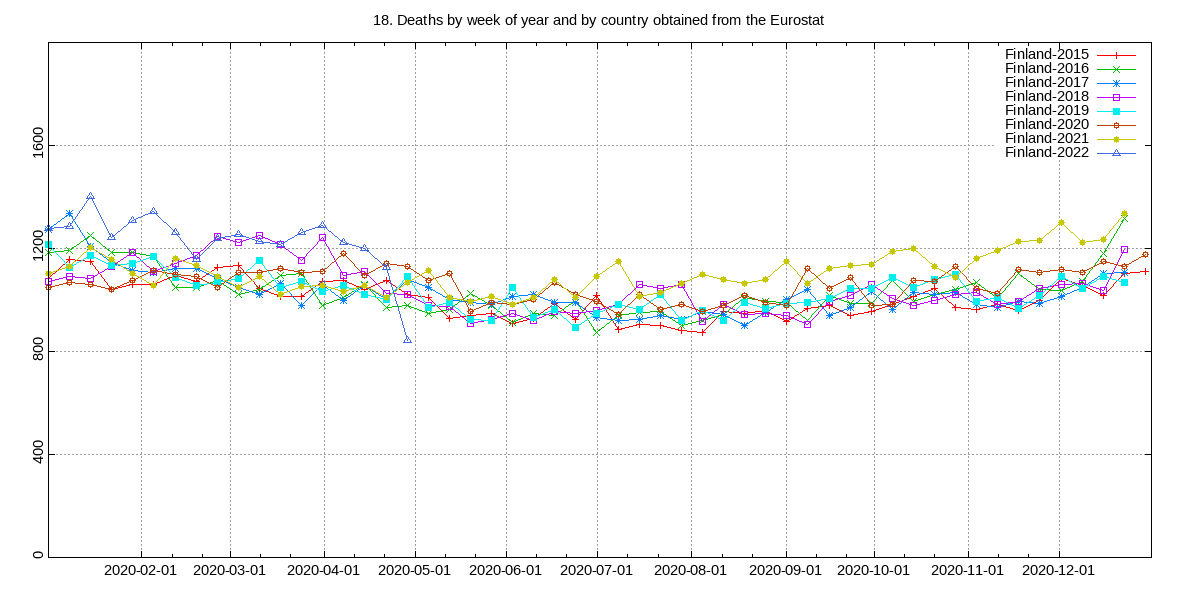 18. Deaths by week of year and by country obtained from the Eurostat
Finland-2015
Finland-2016
Finland-2017
Finland-2018
Finland-2019
Finland-2020
Finland-2021
Finland-2022
1600
1200
800
400
0
2020-02-01 2020-03-01 2020-04-01 2020-05-01 2020-06-01 2020-07-01 2020-08-01 2020-09-01 2020-10-01 2020-11-01 2020-12-01